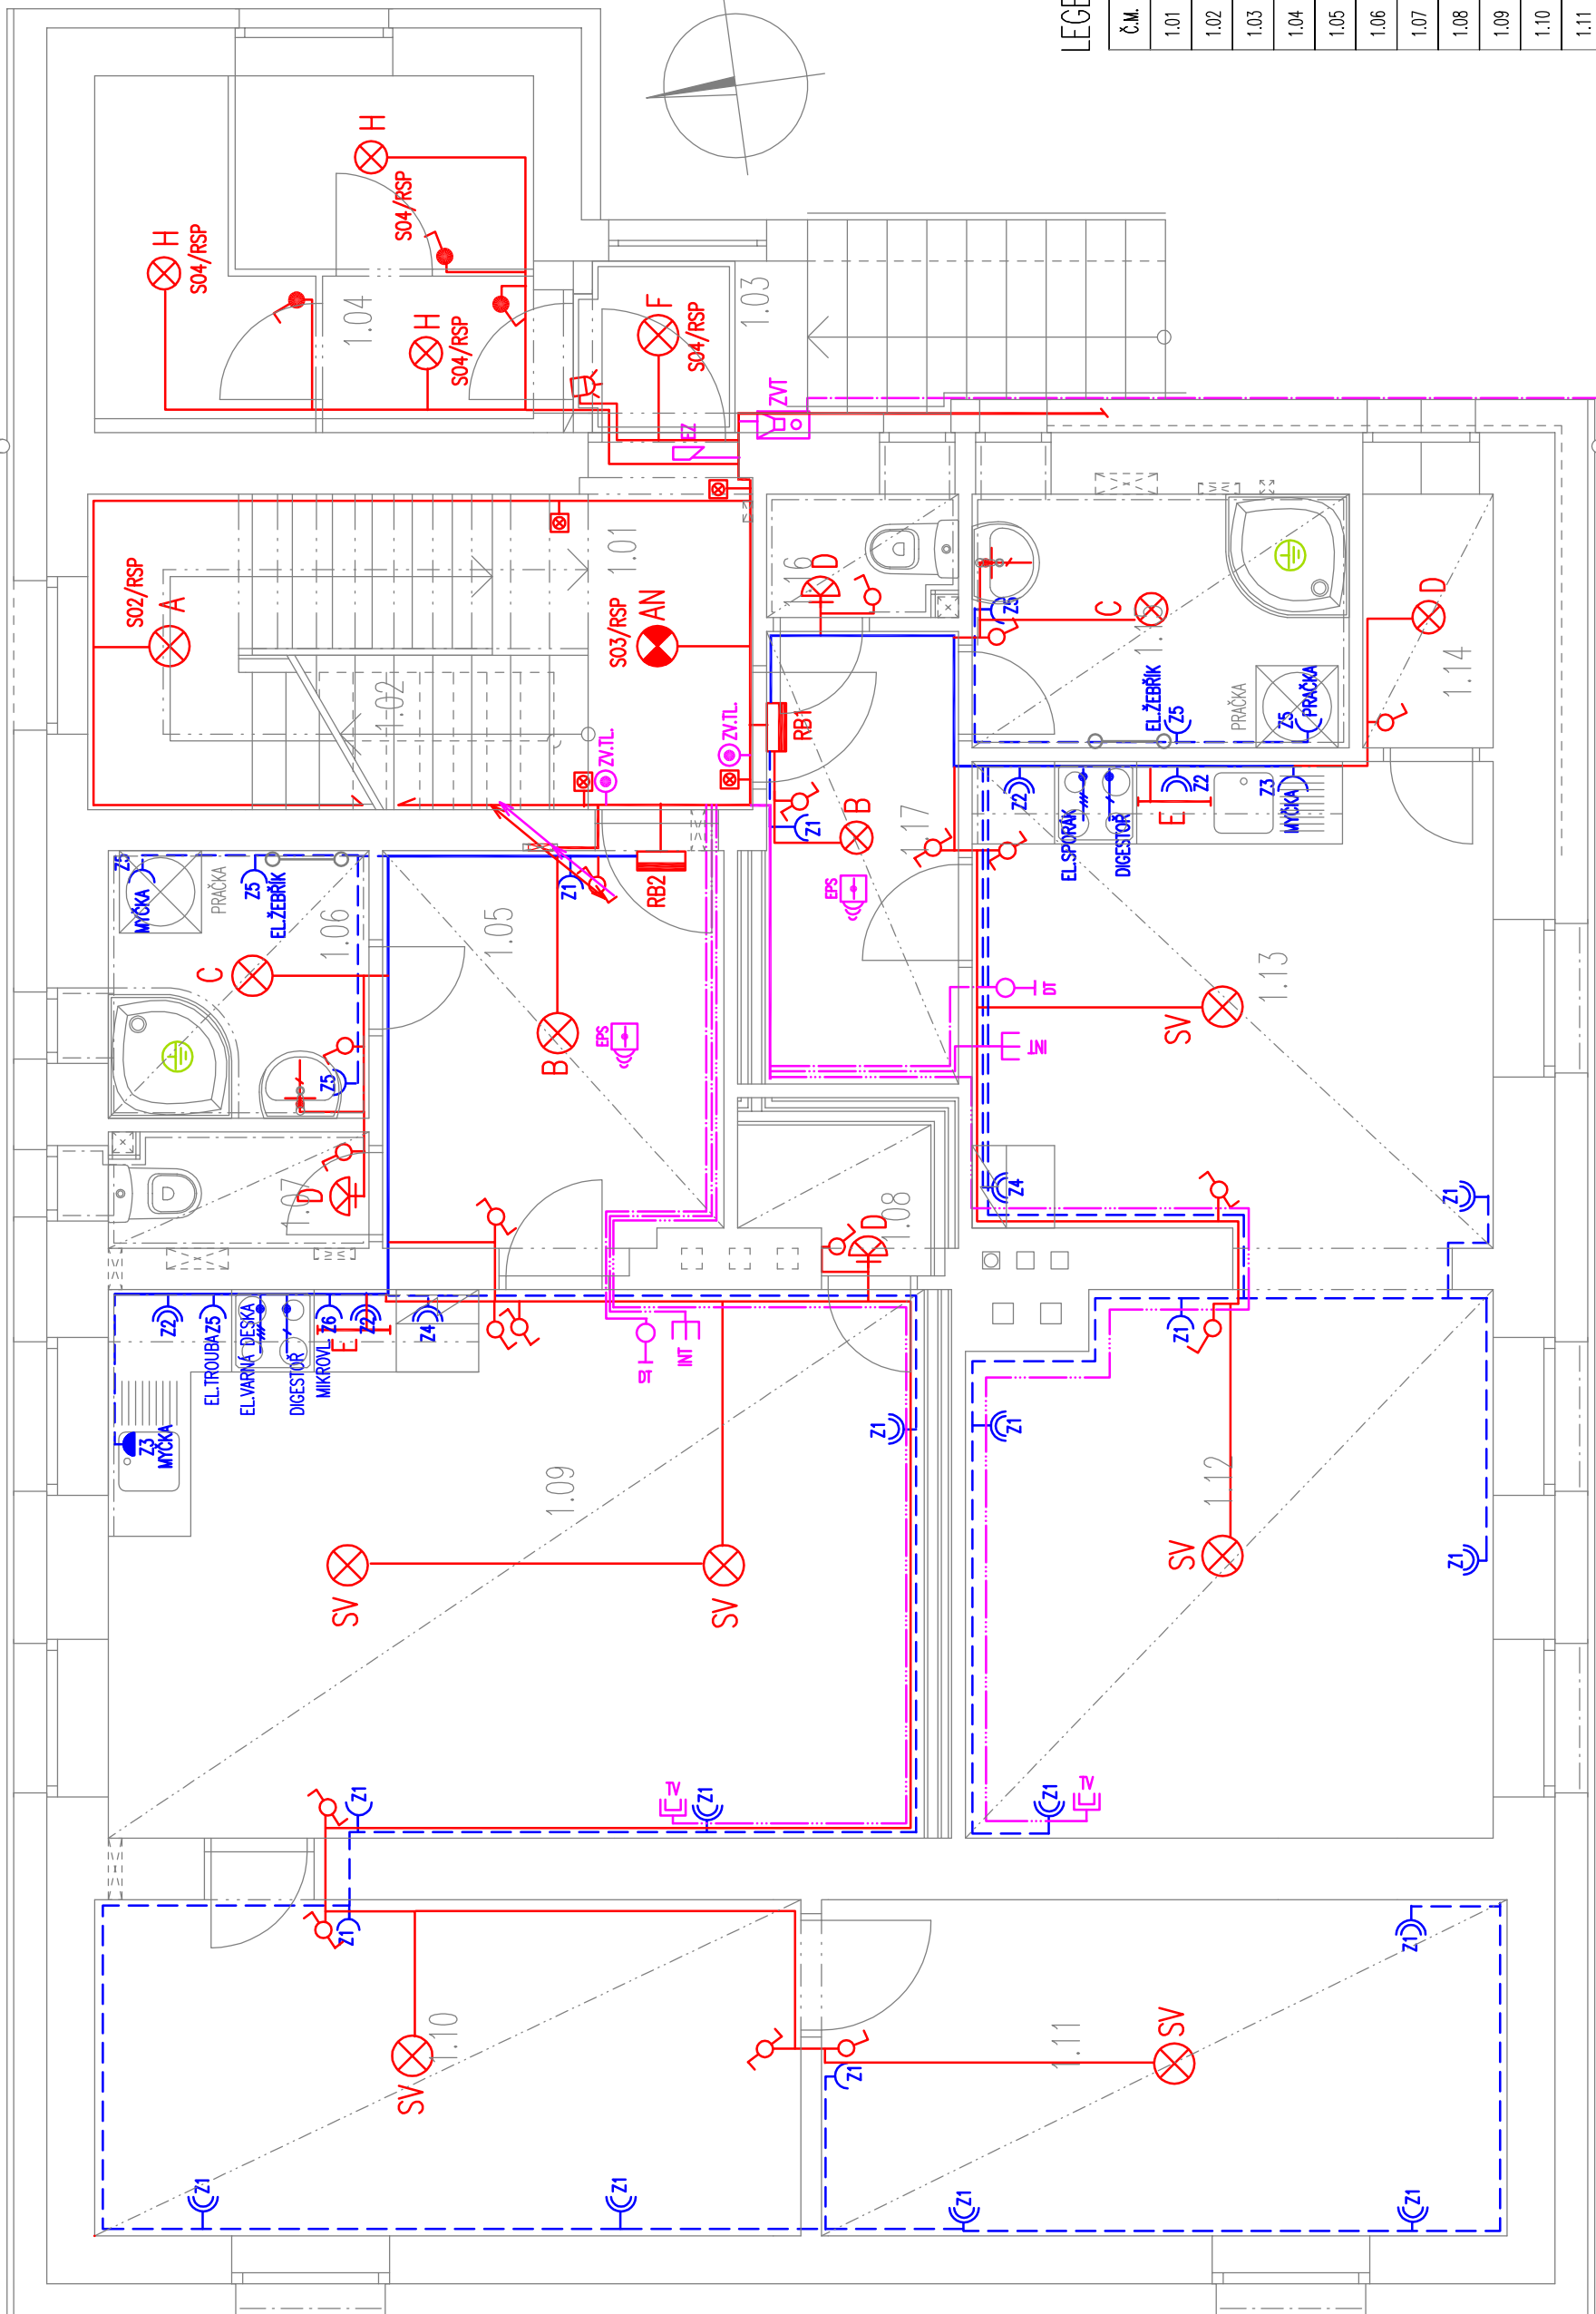 LEGE
Č.M.
1.01
1.02
1.03
1.04
1.05
1.06
1.07
1.08
1.09
1.10
1.11
H
S04/RSP
H
S04/RSP
1.04
H
S04/RSP
F
S04/RSP
1.03
ZVT
EZ
S02/RSP
A
1.01
S03/RSP
AN
1.02
ZV.TL.
ZV.TL.
RB1
1.16
D
Z5
C
EL.ŽEBŘÍK
Z5
PRAČKA
Z5
PRAČKA
D
1.14
Z5
MYČKA
PRAČKA
Z5
EL.ŽEBŘÍK
1.06
C
Z5
1.05
Z1
RB2
B
EPS
Z1
B
1.17
EPS
Z2
EL.SPORÁK
DIGESTOŘ
E
Z2
Z3
MYČKA
DT
INT
SV
1.13
D
1.07
1.08
D
Z4
Z1
Z2
EL.TROUBA
Z5
EL.VARNÁ DESKA
DIGESTOŘ
MIKROVL.
Z6
E
Z2
Z4
Z3
MYČKA
DT
INT
Z1
Z1
Z1
1.09
1.12
SV
SV
SV
Z1
Z1
TV
Z1
Z1
TV
Z1
1.10
SV
Z1
1.11
SV
Z1
Z1
Z1
Z1
Z1